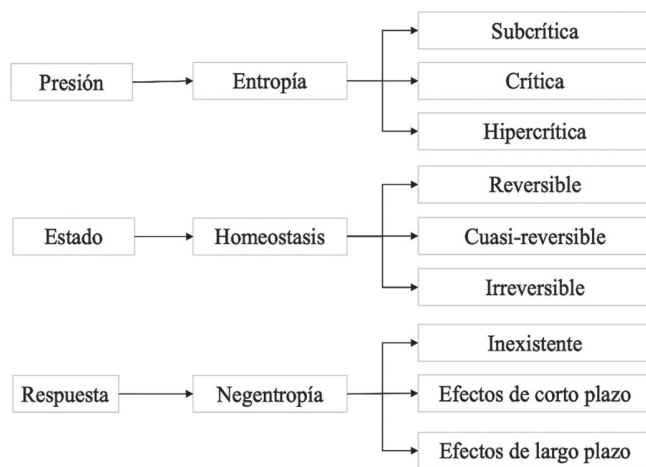 Presión
Entropía
Subcrítica
Crítica
Hipercrítica
Estado
Homeostasis
Reversible
Cuasi-reversible
Irreversible
Respuesta
Negentropía
Inexistente
Efectos de corto plazo
Efectos de largo plazo